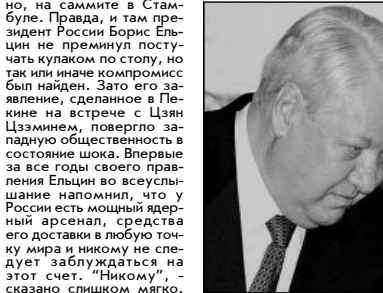 но, на саммите в Стам-
буле. Правда, и там пре-
зидент России Борис Ель-
цин не преминул посту-
чать кулаком по столу, но
так или иначе компромисс
был найден. Зато его за-
явление, сделанное в Пе-
кине на встрече с Цзян
Цзэминем, повергло за-
падную общественность в
состояние шока. Впервые
за все годы своего прав-
ления Ельцин во всеуслы-
шание напомнил, что у
России есть мощный ядер-
ный арсенал, средства
его доставки в любую точ-
ку мира и никому не сле-
дует заблуждаться на
этот счет. "Никому", -
сказано слишком мягко.